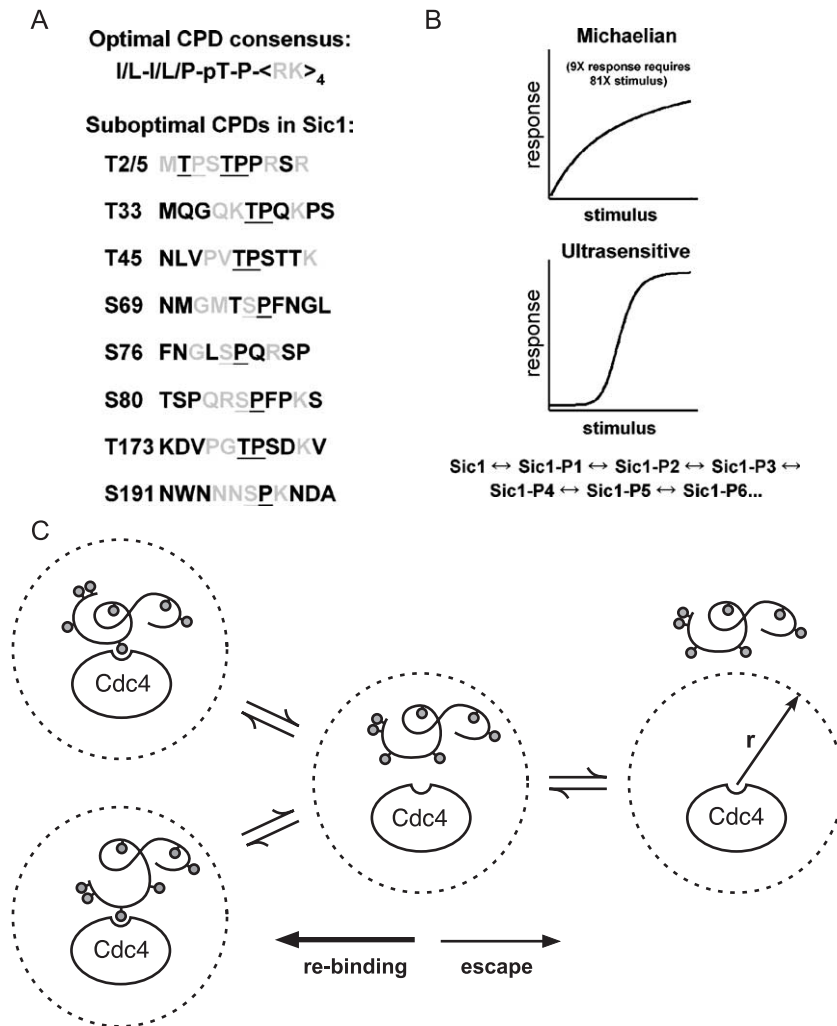 A
Optimal CPD consensus:
I/L-I/L/P-pT-P-<RK>4
Suboptimal CPDs in Sic1:
T2/5 MTPSTPPRSR
T33 MQGQKTPQKPS
T45 NLVPVTPSTTK
S69 NMGMTSPFNGL
S76 FNGLSPQRSP
S80 TSPQRSPFPKS
T173 KDVPGTPSDKV
S191 NWNNNSPKNDA
B
Michaelian
(9X response requires
81X stimulus)
response
stimulus
Ultrasensitive
response
stimulus
Sic1 ↔ Sic1-P1 ↔ Sic1-P2 ↔ Sic1-P3 ↔
Sic1-P4 ↔ Sic1-P5 ↔ Sic1-P6...
C
Cdc4
Cdc4
Cdc4
r
Cdc4
re-binding
escape